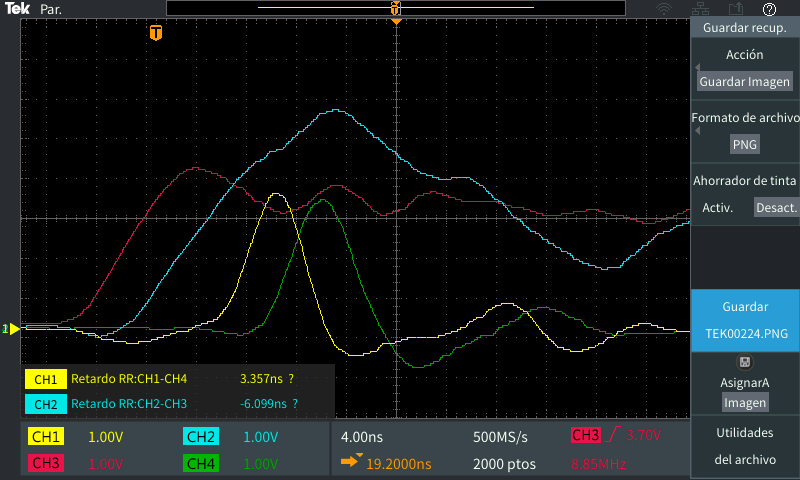 Tek Par.
T
T
?
Guardar recup.
Acción
Guardar Imagen
Formato de archivo
PNG
Ahorrador de tinta
Activ. Desact.
Guardar
TEK00224.PNG
AsignarA
Imagen
Utilidades
del archivo
CH1 Retardo RR:CH1-CH4 3.357ns ?
CH2 Retardo RR:CH2-CH3 -6.099ns ?
CH1 1.00V CH2 1.00V 4.00ns 500MS/s CH3 3.70V
CH3 1.00V CH4 1.00V 19.2000ns 2000 ptos 8.85MHz